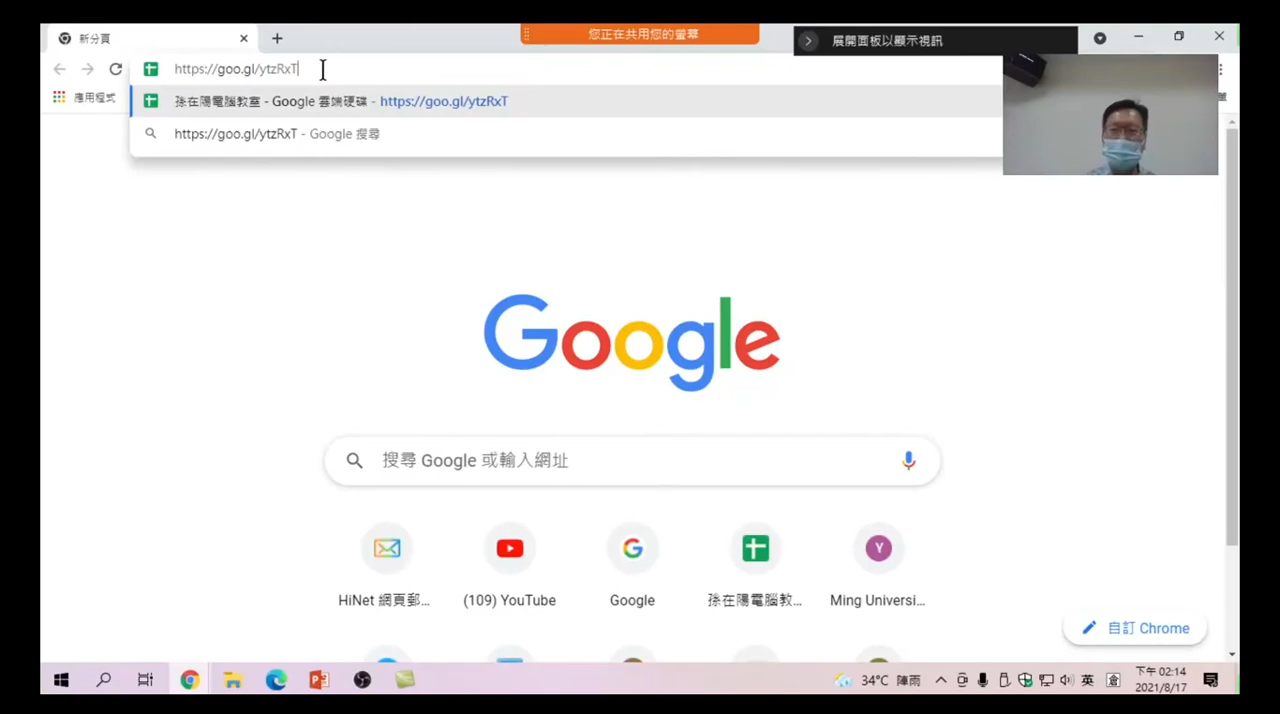 新分頁
您正在共用您的螢幕
展開面板以顯示視訊
https://goo.gl/ytzRxT
應用程式
孫在陽電腦教室 - Google 雲端硬碟 - https://goo.gl/ytzRxT
https://goo.gl/ytzRxT - Google 搜尋
Google
搜尋 Google 或輸入網址
Y
HiNet 網頁郵...
(109) YouTube
Google
孫在陽電腦教...
Ming Universi...
自訂 Chrome
34°C 陣雨
英
倉
下午 02:14
2021/8/17